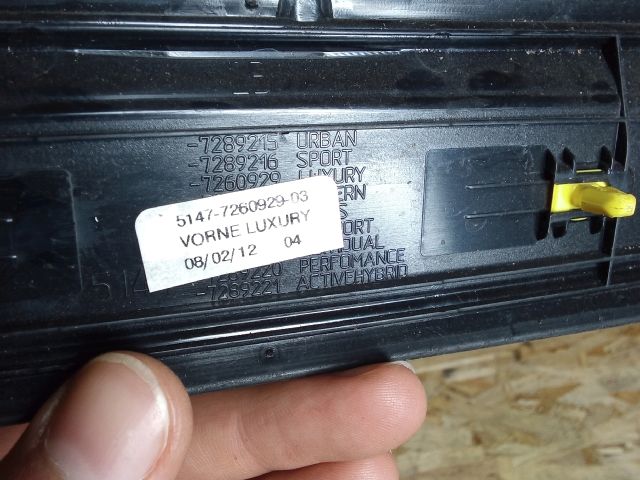 -7289215 URBAN
-7289216 SPORT
-7260929 LUXURY
5147-7260929-03
VORNE LUXURY
08/02/12 04
-7289220 PERFOMANCE
-7289221 ACTIVEHYBRID